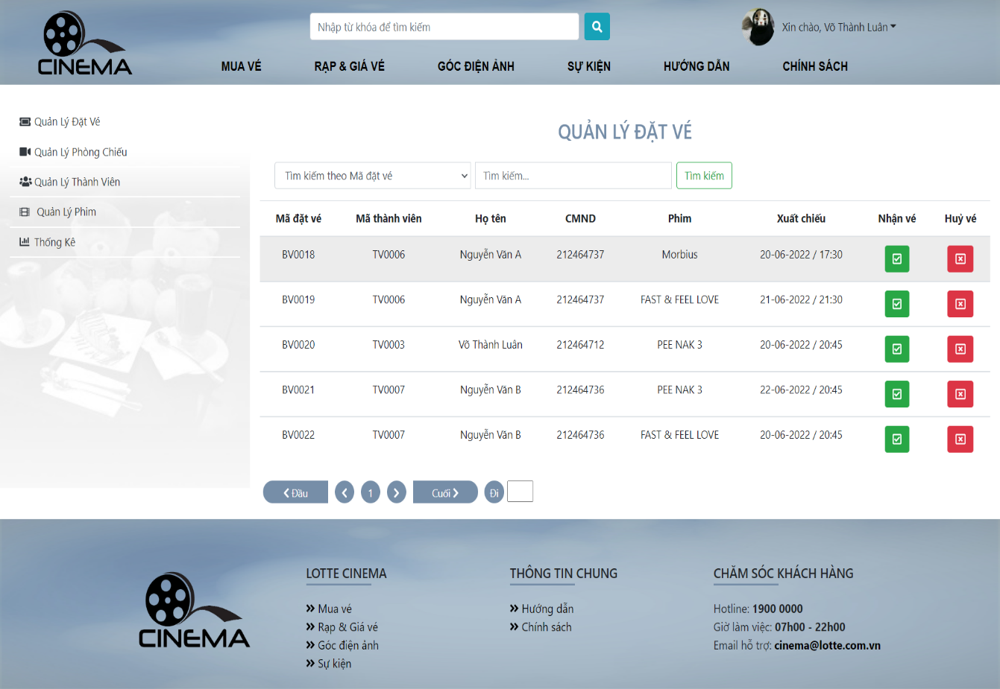 CINEMA
Nhập từ khóa để tìm kiếm
Xin chào, Võ Thành Luân
MUA VÉ RẠP & GIÁ VÉ GÓC ĐIỆN ẢNH SỰ KIỆN HƯỚNG DẪN CHÍNH SÁCH
Quản Lý Đặt Vé
Quản Lý Phòng Chiếu
Quản Lý Thành Viên
Quản Lý Phim
Thống Kê
QUẢN LÝ ĐẶT VÉ
Tìm kiếm theo Mã đặt vé Tìm kiếm... Tìm kiếm
Mã đặt vé Mã thành viên Họ tên CMND Phim Xuất chiếu Nhận vé Huỷ vé
BV0018 TV0006 Nguyễn Văn A 212464737 Morbius 20-06-2022 / 17:30
BV0019 TV0006 Nguyễn Văn A 212464737 FAST & FEEL LOVE 21-06-2022 / 21:30
BV0020 TV0003 Võ Thành Luân 212464712 PEE NAK 3 20-06-2022 / 20:45
BV0021 TV0007 Nguyễn Văn B 212464736 PEE NAK 3 22-06-2022 / 20:45
BV0022 TV0007 Nguyễn Văn B 212464736 FAST & FEEL LOVE 20-06-2022 / 20:45
Đầu 1 Cuối Đi
CINEMA
LOTTE CINEMA
Mua vé
Rạp & Giá vé
Góc điện ảnh
Sự kiện
THÔNG TIN CHUNG
Hướng dẫn
Chính sách
CHĂM SÓC KHÁCH HÀNG
Hotline: 1900 0000
Giờ làm việc: 07h00 - 22h00
Email hỗ trợ: cinema@lotte.com.vn